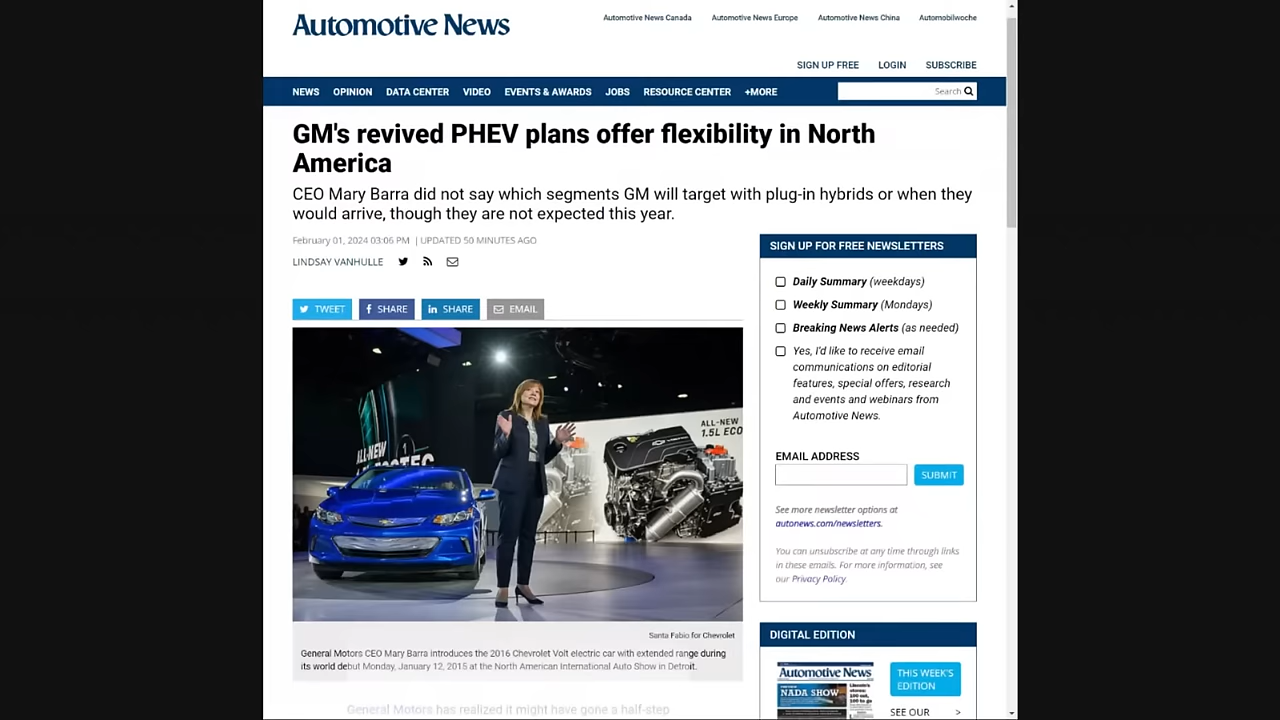 Automotive News
Automotive News Canada
Automotive News Europe
Automotive News China
Automobilwoche
SIGN UP FREE
LOGIN
SUBSCRIBE
NEWS
OPINION
DATA CENTER
VIDEO
EVENTS & AWARDS
JOBS
RESOURCE CENTER
+MORE
Search
GM's revived PHEV plans offer flexibility in North
America
CEO Mary Barra did not say which segments GM will target with plug-in hybrids or when they
would arrive, though they are not expected this year.
February 01, 2024 03:06 PM | UPDATED 50 MINUTES AGO
LINDSAY VANHULLE
TWEET
SHARE
SHARE
EMAIL
ALL-NEW
ALL-NEW
1.5L ECO
Santa Fabio for Chevrolet
General Motors CEO Mary Barra introduces the 2016 Chevrolet Volt electric car with extended range during
its world debut Monday, January 12, 2015 at the North American International Auto Show in Detroit.
General Motors has realized it might have gone a half-step
SIGN UP FOR FREE NEWSLETTERS
Daily Summary (weekdays)
Weekly Summary (Mondays)
Breaking News Alerts (as needed)
Yes, I'd like to receive email
communications on editorial
features, special offers, research
and events and webinars from
Automotive News.
EMAIL ADDRESS
SUBMIT
See more newsletter options at
autonews.com/newsletters.
You can unsubscribe at any time through links
in these emails. For more information, see
our Privacy Policy.
DIGITAL EDITION
Automotive News
NADA SHOW
THIS WEEK'S
EDITION
SEE OUR >